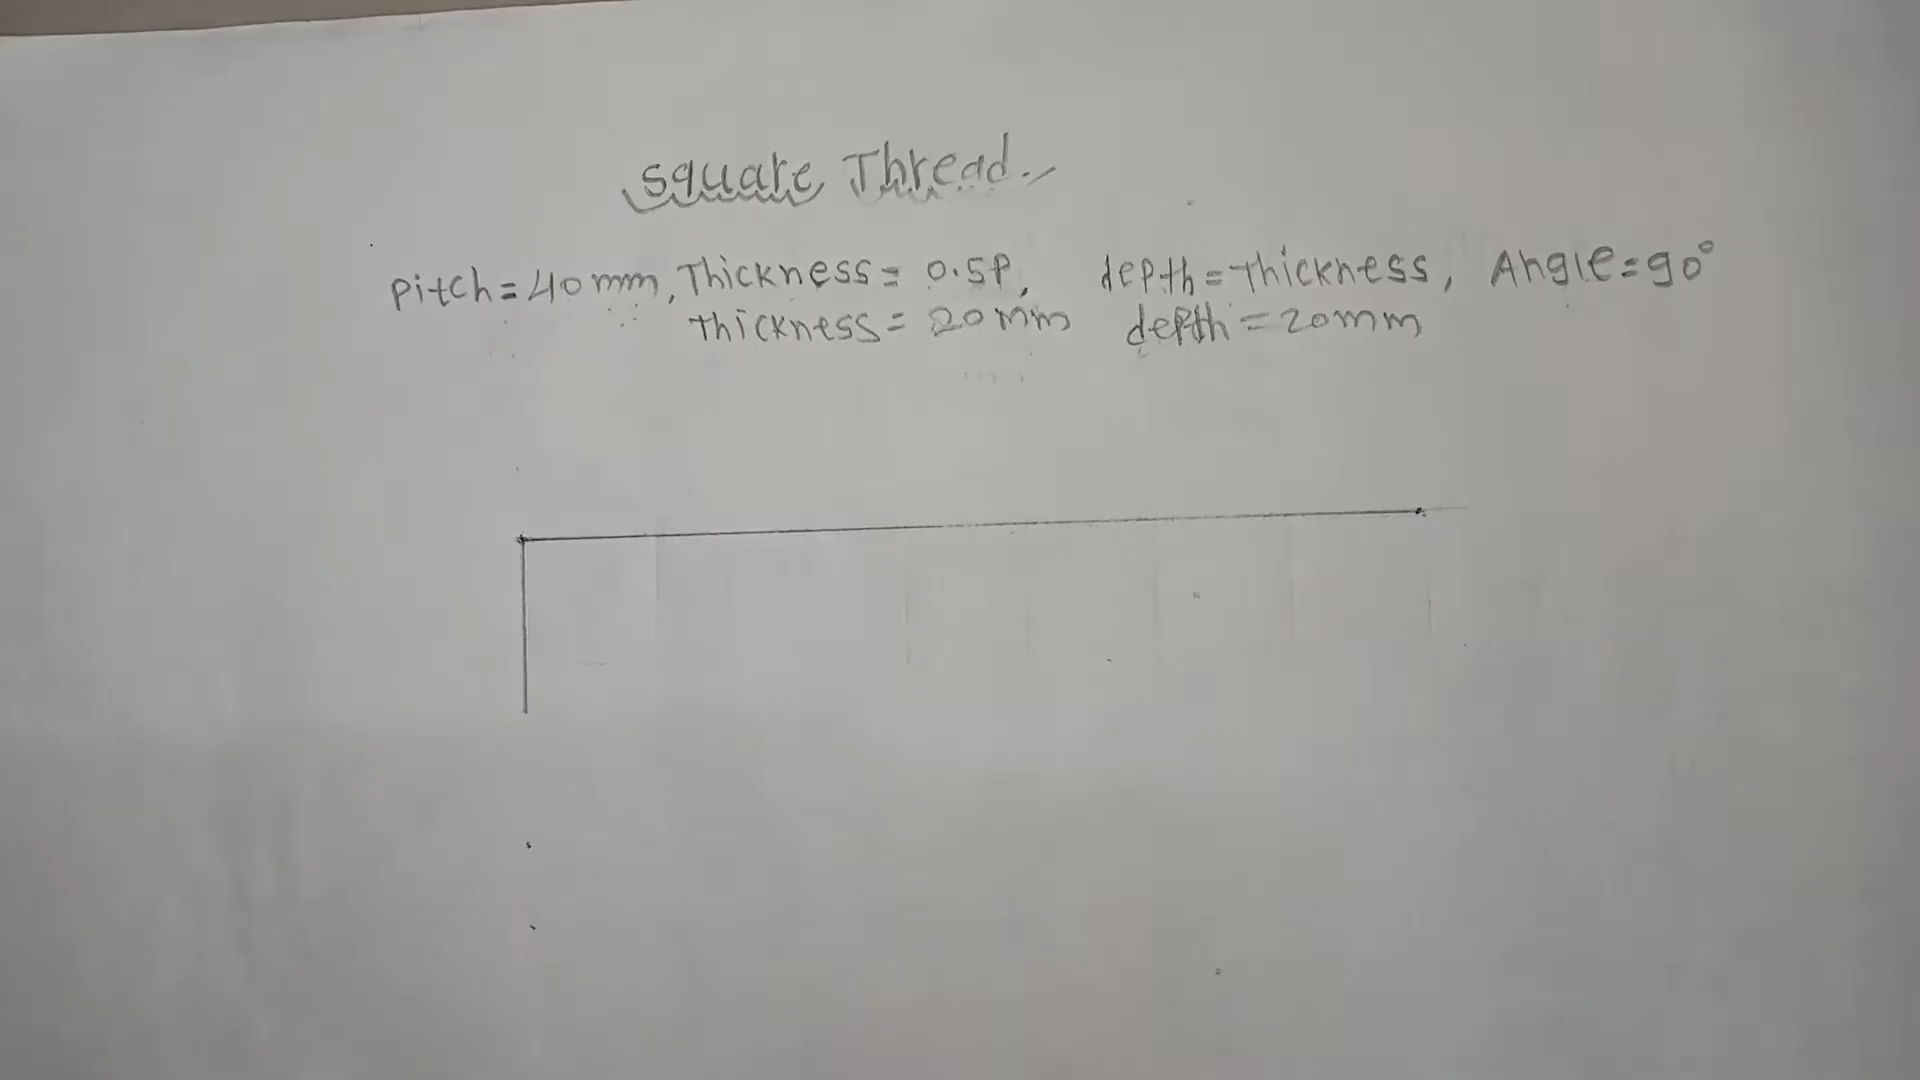 Square Thread
Pitch=40mm, Thickness=0.5P, depth=Thickness, Angle=90°
thickness=20mm depth=20mm